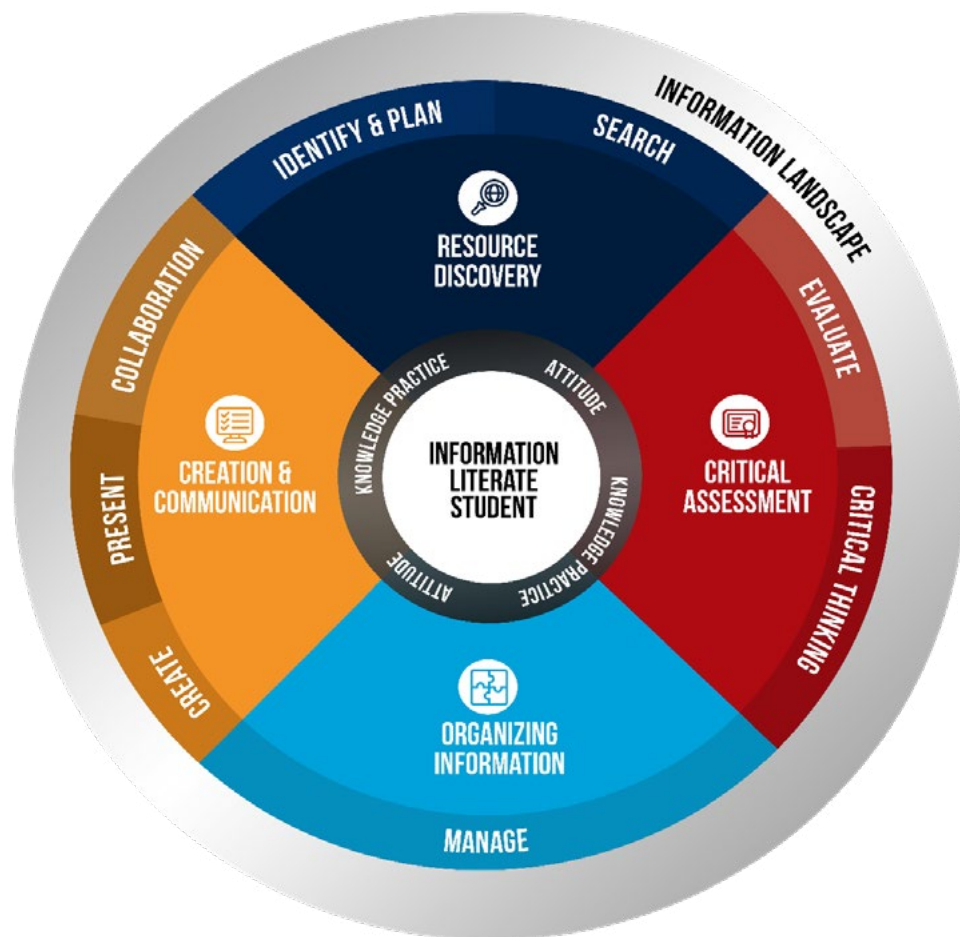 INFORMATION LANDSCAPE
IDENTIFY & PLAN
SEARCH
RESOURCE
DISCOVERY
COLLABORATION
EVALUATE
KNOWLEDGE PRACTICE
ATTITUDE
INFORMATION
LITERATE
STUDENT
CREATION &
COMMUNICATION
CRITICAL
ASSESSMENT
PRESENT
CRITICAL THINKING
ATTITUDE
KNOWLEDGE PRACTICE
CREATE
ORGANIZING
INFORMATION
MANAGE